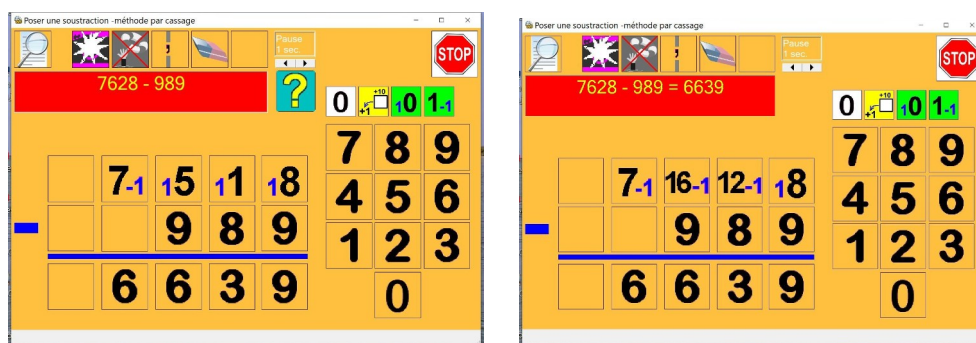 Poser une soustraction -méthode par cassage
Pause
1 sec.
STOP
7628 - 989
?
0 +10 +1 10 1-1
7 8 9
7-1 15 11 18
4 5 6
9 8 9
1 2 3
6 6 3 9
0
Poser une soustraction -méthode par cassage
Pause
1 sec.
STOP
7628 - 989 = 6639
0 +10 +1 10 1-1
7 8 9
7-1 16-1 12-1 18
4 5 6
9 8 9
1 2 3
6 6 3 9
0